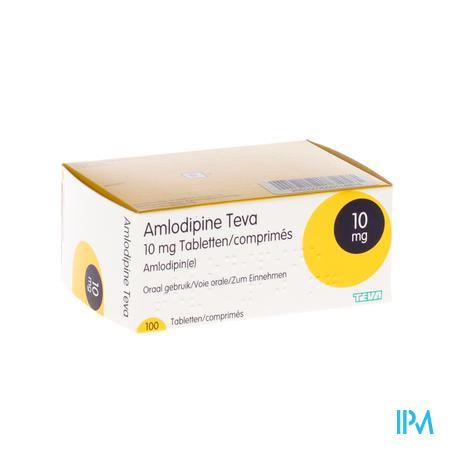 Amlodipine Teva
10 mg Tabletten/comprimés
Amlodipin(e)
Oraal gebruik/Voie orale/Zum Einnehmen
100 Tabletten/comprimés
10
mg
TEVA
Amlodipine Teva
10
mg
IPM